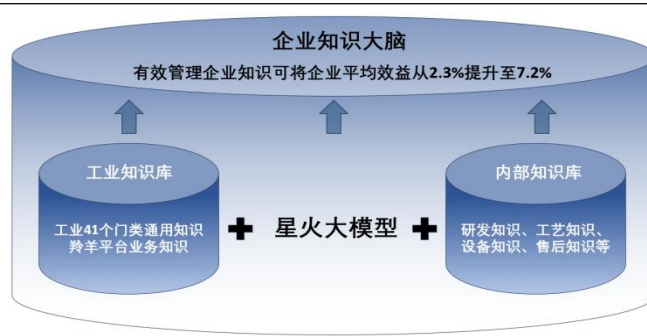 企业知识大脑
有效管理企业知识可将企业平均效益从2.3%提升至7.2%
工业知识库
工业41个门类通用知识
羚羊平台业务知识
星火大模型
内部知识库
研发知识、工艺知识、
设备知识、售后知识等